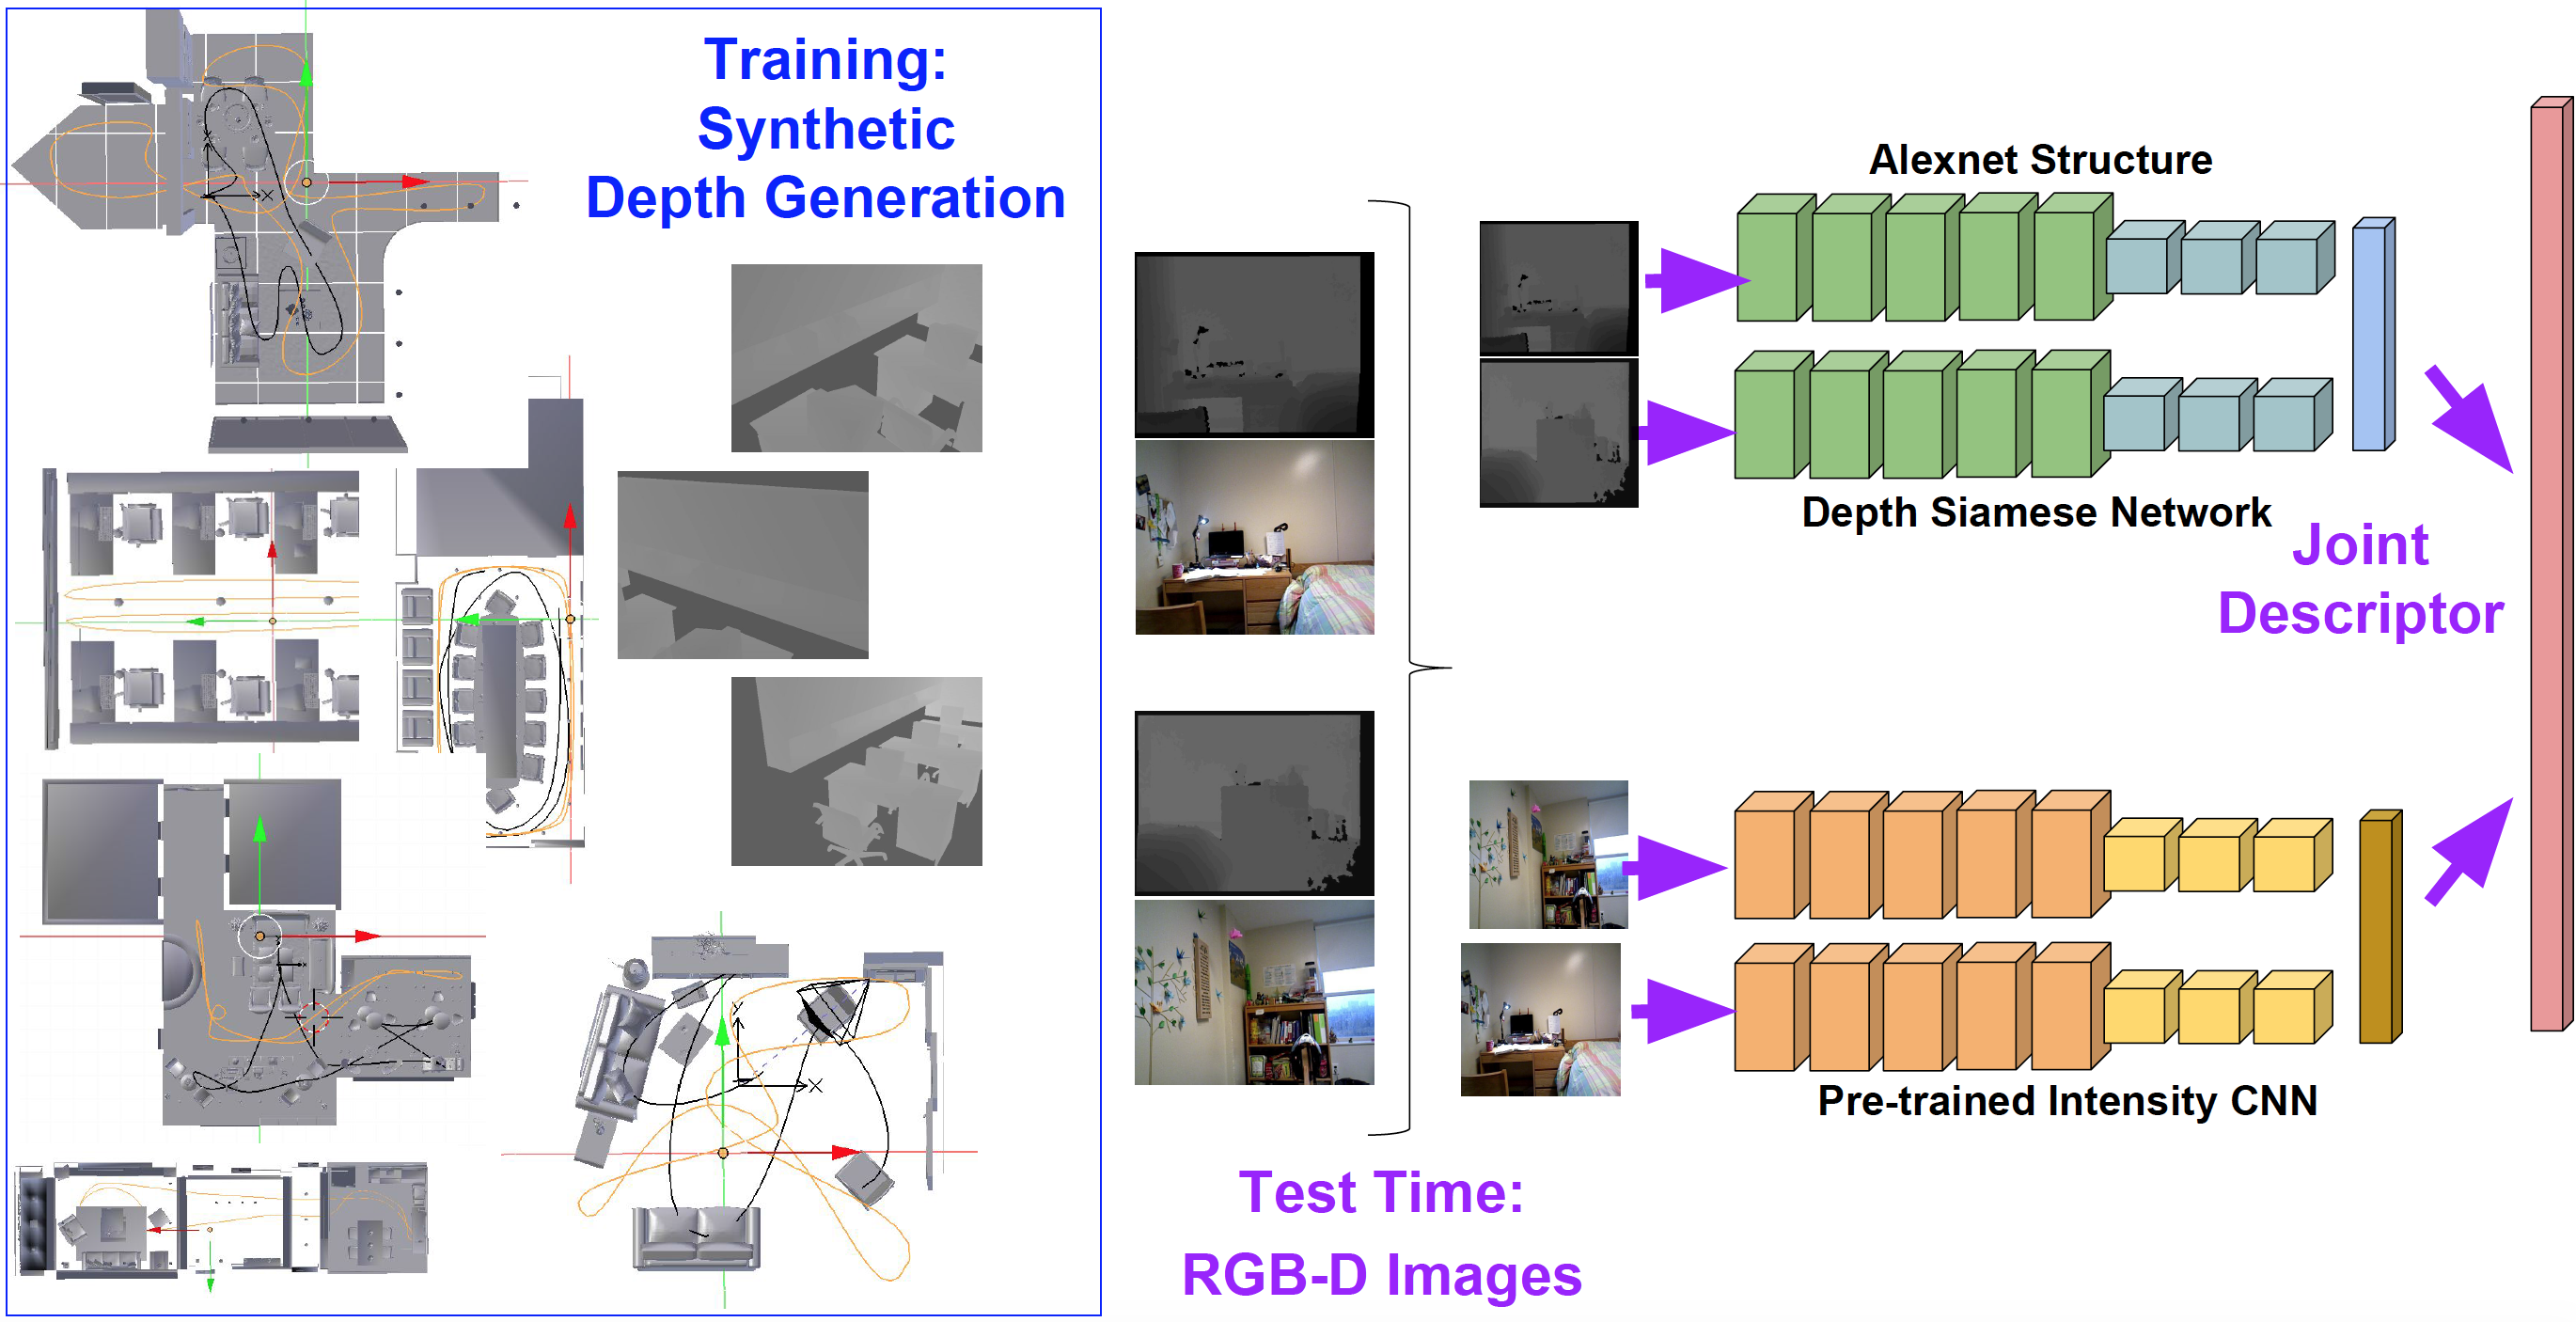 Training:
Synthetic
Depth Generation
Alexnet Structure
Depth Siamese Network
Joint
Descriptor
Pre-trained Intensity CNN
Test Time:
RGB-D Images
X
X